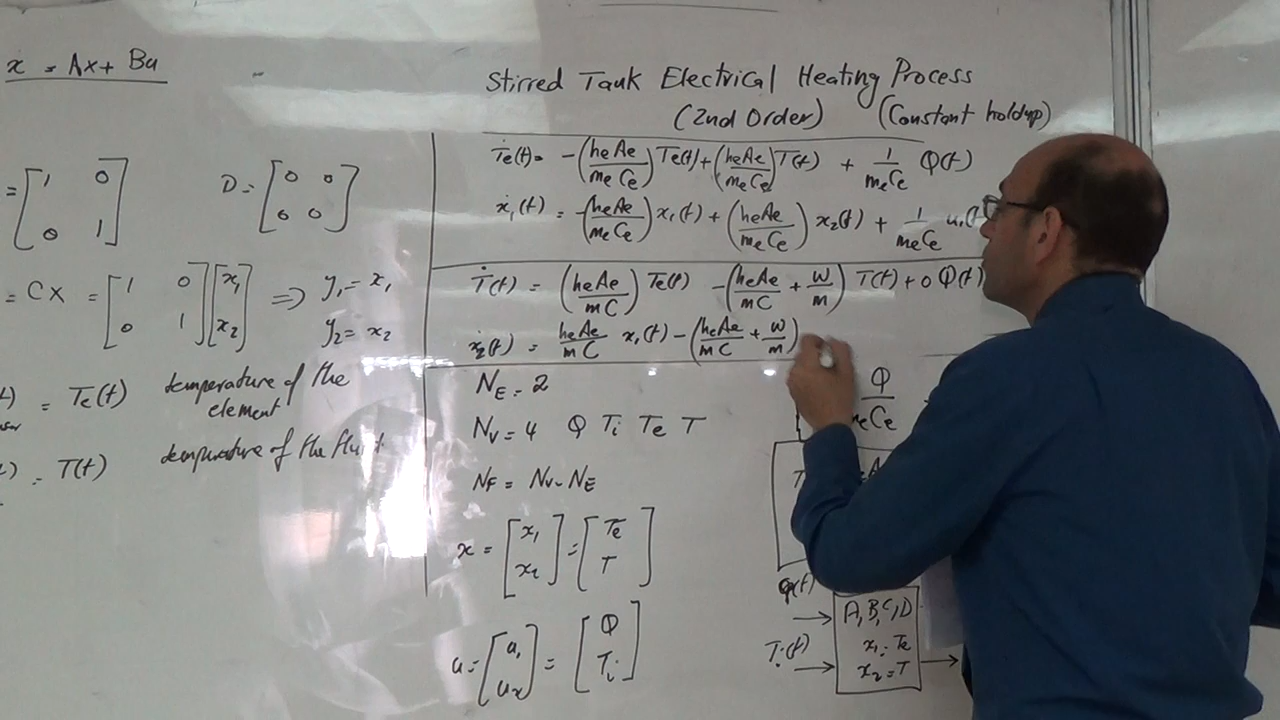 x = Ax + Bu
Stirred Tank Electrical Heating Process
(2nd Order) (Constant holdup)
Ṫe(t) = -(heAe/meCe) Te(t) + (heAe/meCe) T(t) + 1/meCe Q(t)
ẋ1(t) = -(heAe/meCe) x1(t) + (heAe/meCe) x2(t) + 1/meCe u1(t
Ṫ(t) = (heAe/mC) Te(t) - (heAe/mC + w/m) T(t) + 0 Q(t)
ẋ2(t) = heAe/mC x1(t) - (heAe/mC + w/m)
= [1 0; 0 1] D = [0 0; 0 0]
= CX = [1 0; 0 1] [x1; x2] ⇒ y1 = x1
y2 = x2
= Te(t) temperature of the
element
= T(t) temperature of the fluid
NE = 2
NV = 4 Q Ti Te T
NF = NV - NE
x = [x1; x2] = [Te; T]
u = [u1; u2] = [Q; Ti]
Q/meCe
q(t)
Ti(t)
A, B, C, D
x1 = Te
x2 = T